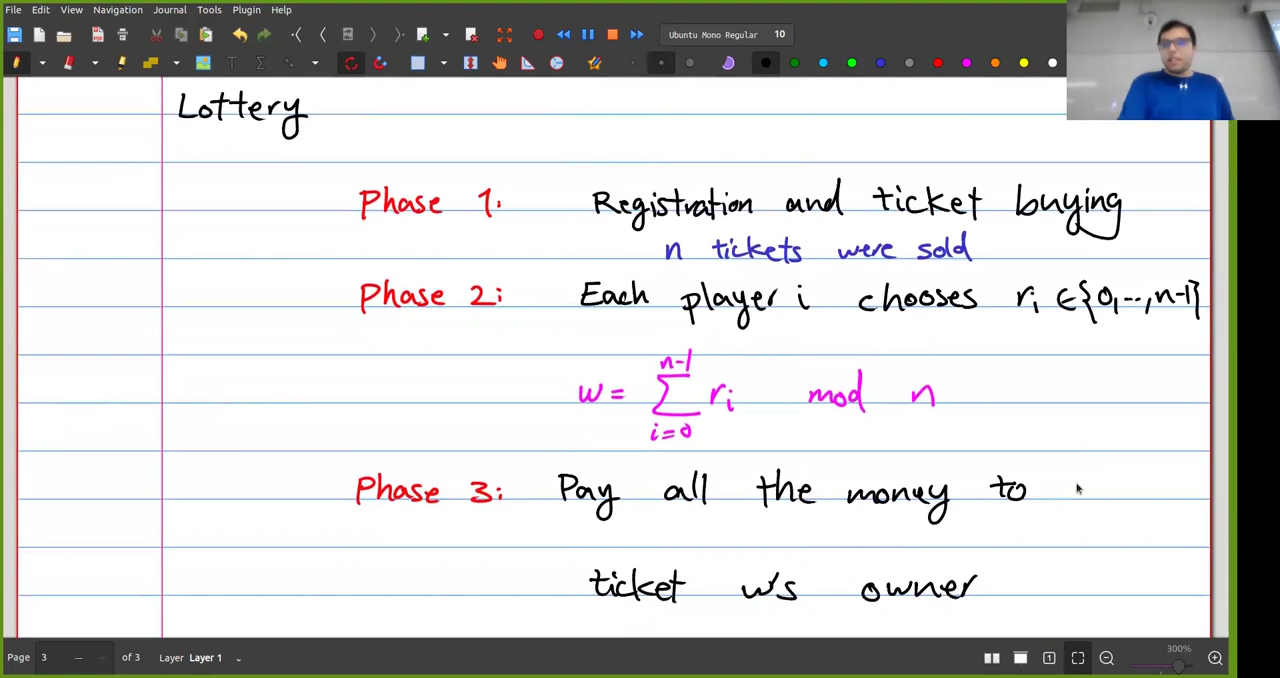 File Edit View Navigation Journal Tools Plugin Help
Ubuntu Mono Regular 10
Lottery
Phase 1: Registration and ticket buying
n tickets were sold
Phase 2: Each player i chooses rᵢ ∈ {0,..,n-1}
w = ∑_{i=0}^{n-1} rᵢ mod n
Phase 3: Pay all the money to
ticket w's owner
Page 3 − + of 3 Layer Layer 1 300%